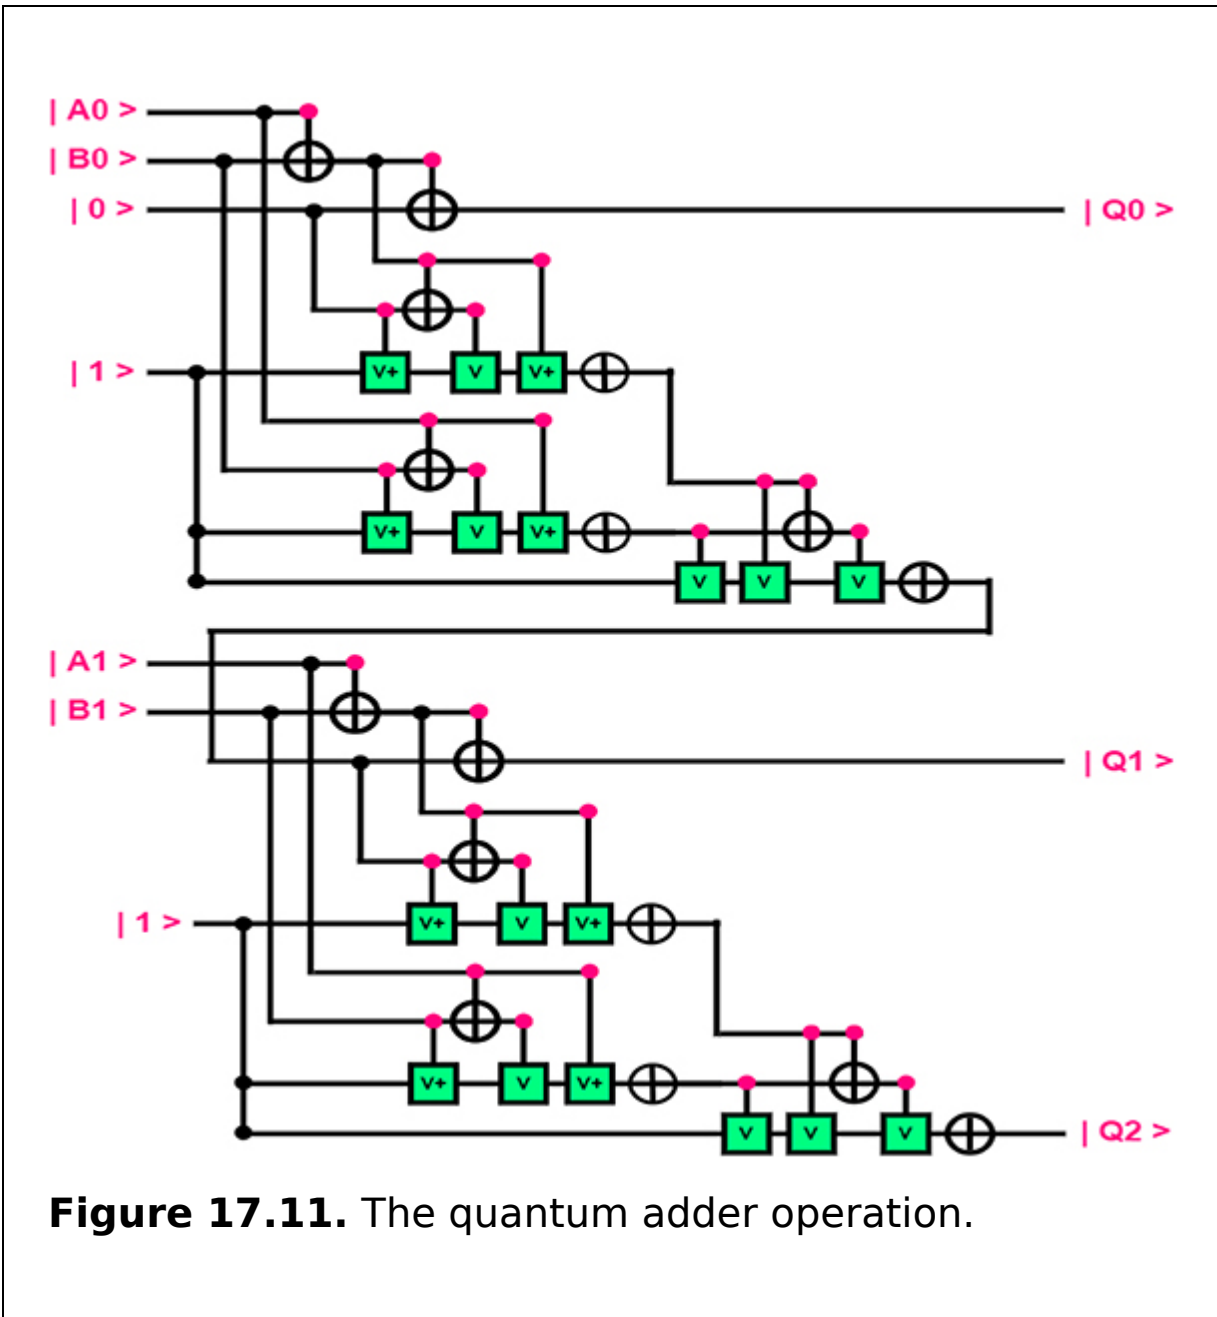 | A0 >
| B0 >
| 0 >
| Q0 >
| 1 >
V+ V V+
V+ V V+
V V V
| A1 >
| B1 >
| Q1 >
| 1 >
V+ V V+
V+ V V+
V V V
| Q2 >
Figure 17.11. The quantum adder operation.